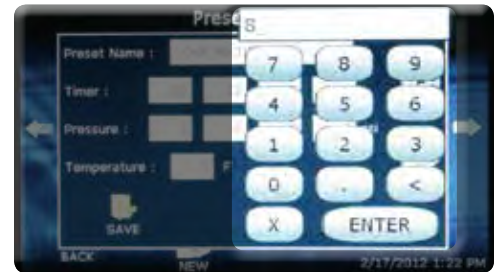 Prese
8_
Preset Name :
7 8 9
Timer :
4 5 6
Pressure :
1 2 3
Temperature : F
0 . <
SAVE
X ENTER
BACK NEW 2/17/2012 1:22 PM